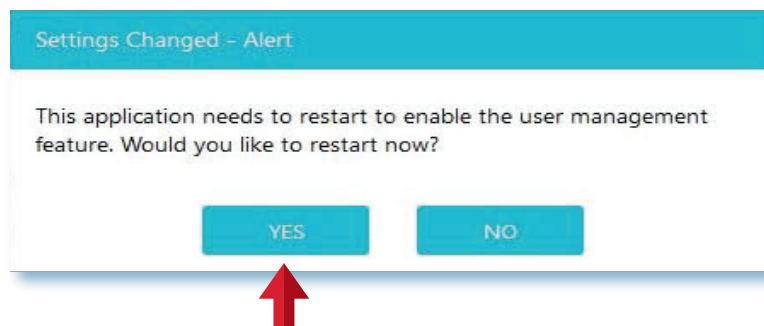 Settings Changed – Alert
This application needs to restart to enable the user management
feature. Would you like to restart now?
YES
NO